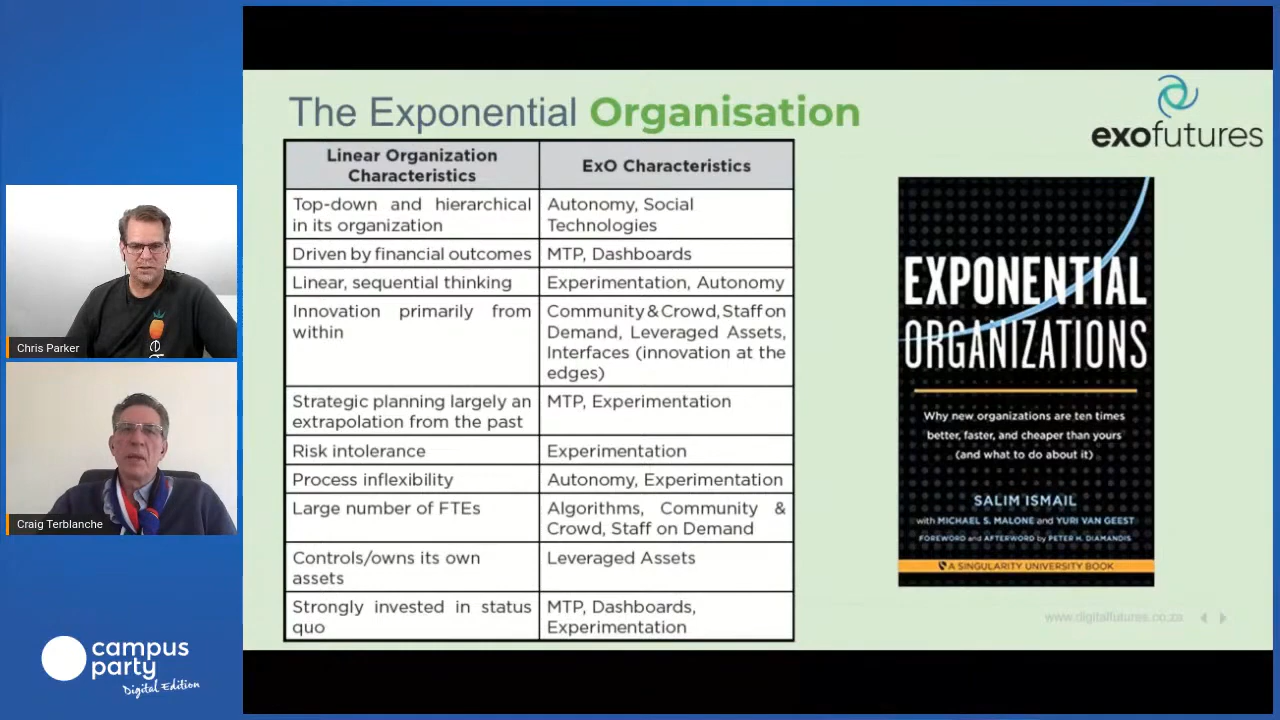 The Exponential Organisation
exofutures
Linear Organization
Characteristics
ExO Characteristics
Top-down and hierarchical
in its organization
Autonomy, Social
Technologies
Driven by financial outcomes
MTP, Dashboards
Linear, sequential thinking
Experimentation, Autonomy
Innovation primarily from
within
Community & Crowd, Staff on
Demand, Leveraged Assets,
Interfaces (innovation at the
edges)
Strategic planning largely an
extrapolation from the past
MTP, Experimentation
Risk intolerance
Experimentation
Process inflexibility
Autonomy, Experimentation
Large number of FTEs
Algorithms, Community &
Crowd, Staff on Demand
Controls/owns its own
assets
Leveraged Assets
Strongly invested in status
quo
MTP, Dashboards,
Experimentation
EXPONENTIAL
ORGANIZATIONS
Why new organizations are ten times
better, faster, and cheaper than yours
(and what to do about it)
SALIM ISMAIL
with MICHAEL S. MALONE and YURI VAN GEEST
FOREWORD and AFTERWORD by PETER H. DIAMANDIS
A SINGULARITY UNIVERSITY BOOK
www.digitalfutures.co.za
Chris Parker
Craig Terblanche
campus
party
Digital Edition